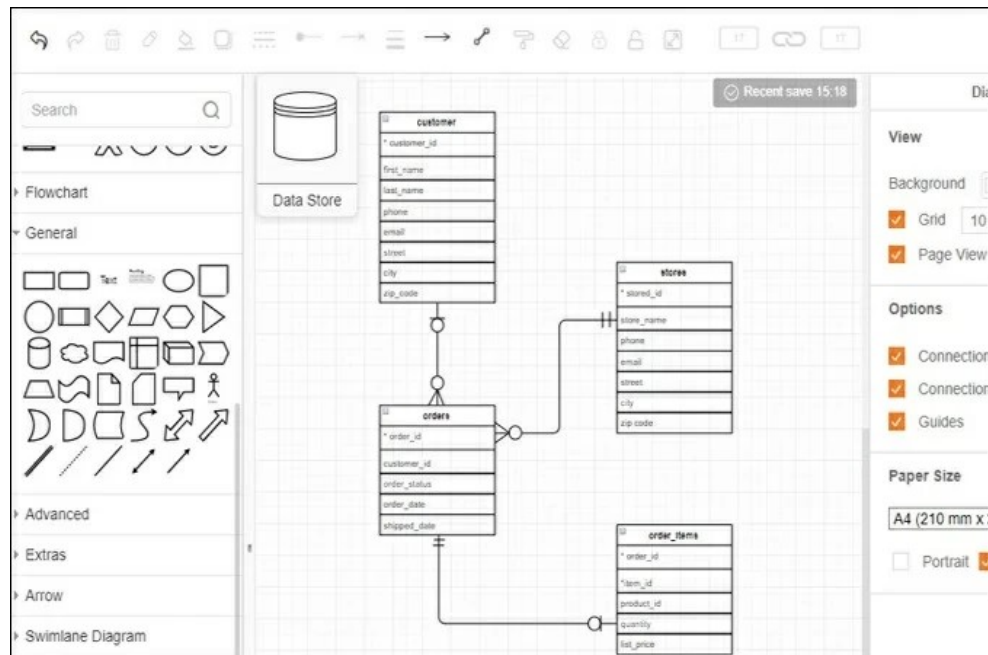 Recent save 15:18
Search
Flowchart
General
Text
Advanced
Extras
Arrow
Swimlane Diagram
Data Store
customer
* customer_id
first_name
last_name
phone
email
street
city
zip_code
orders
* order_id
customer_id
order_status
order_date
shipped_date
stores
* stored_id
store_name
phone
email
street
city
zip code
order_items
* order_id
*item_id
product_id
quantity
list_price
Dia
View
Background
Grid
10
Page View
Options
Connection
Connection
Guides
Paper Size
A4 (210 mm x
Portrait